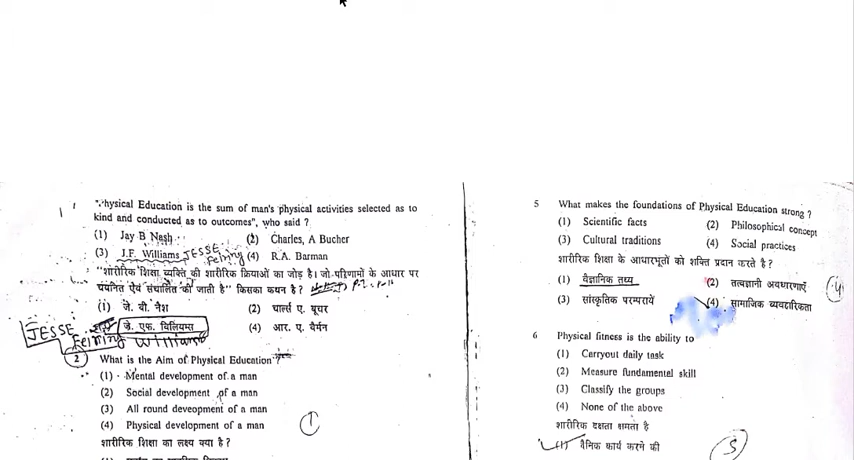 1 Physical Education is the sum of man's physical activities selected as to
kind and conducted as to outcomes", who said ?
(1) Jay B Nash
(2) Charles, A Bucher
(3) J.F. Williams JESSE
(4) R.A. Barman
"शारीरिक शिक्षा व्यक्ति की शारीरिक क्रियाओं का जोड़ है। जो परिणामों के आधार पर
चयनित ऐवं संचालित की जाती है" किसका कथन है ?
(1) जे. बी. नैश
(2) चार्ल्स ए. बूचर
JESSE
जे. एफ. विलियम्स
(4) आर. ए. बैर्मन
Williams
2 What is the Aim of Physical Education
(1) Mental development of a man
(2) Social development of a man
(3) All round deveopment of a man
(4) Physical development of a man
1
शारीरिक शिक्षा का लक्ष्य क्या है ?
5 What makes the foundations of Physical Education strong ?
(1) Scientific facts
(2) Philosophical concept
(3) Cultural traditions
(4) Social practices
शारीरिक शिक्षा के आधारभूतों को शक्ति प्रदान करते है ?
(1) वैज्ञानिक तथ्य
(2) तत्वज्ञानी अवधारणाएँ
(3) सांस्कृतिक परम्परायें
(4) सामाजिक व्यवहारिकता
4
6 Physical fitness is the ability to
(1) Carryout daily task
(2) Measure fundamental skill
(3) Classify the groups
(4) None of the above
शारीरिक दक्षता क्षमता है
(1) दैनिक कार्य करने की
5